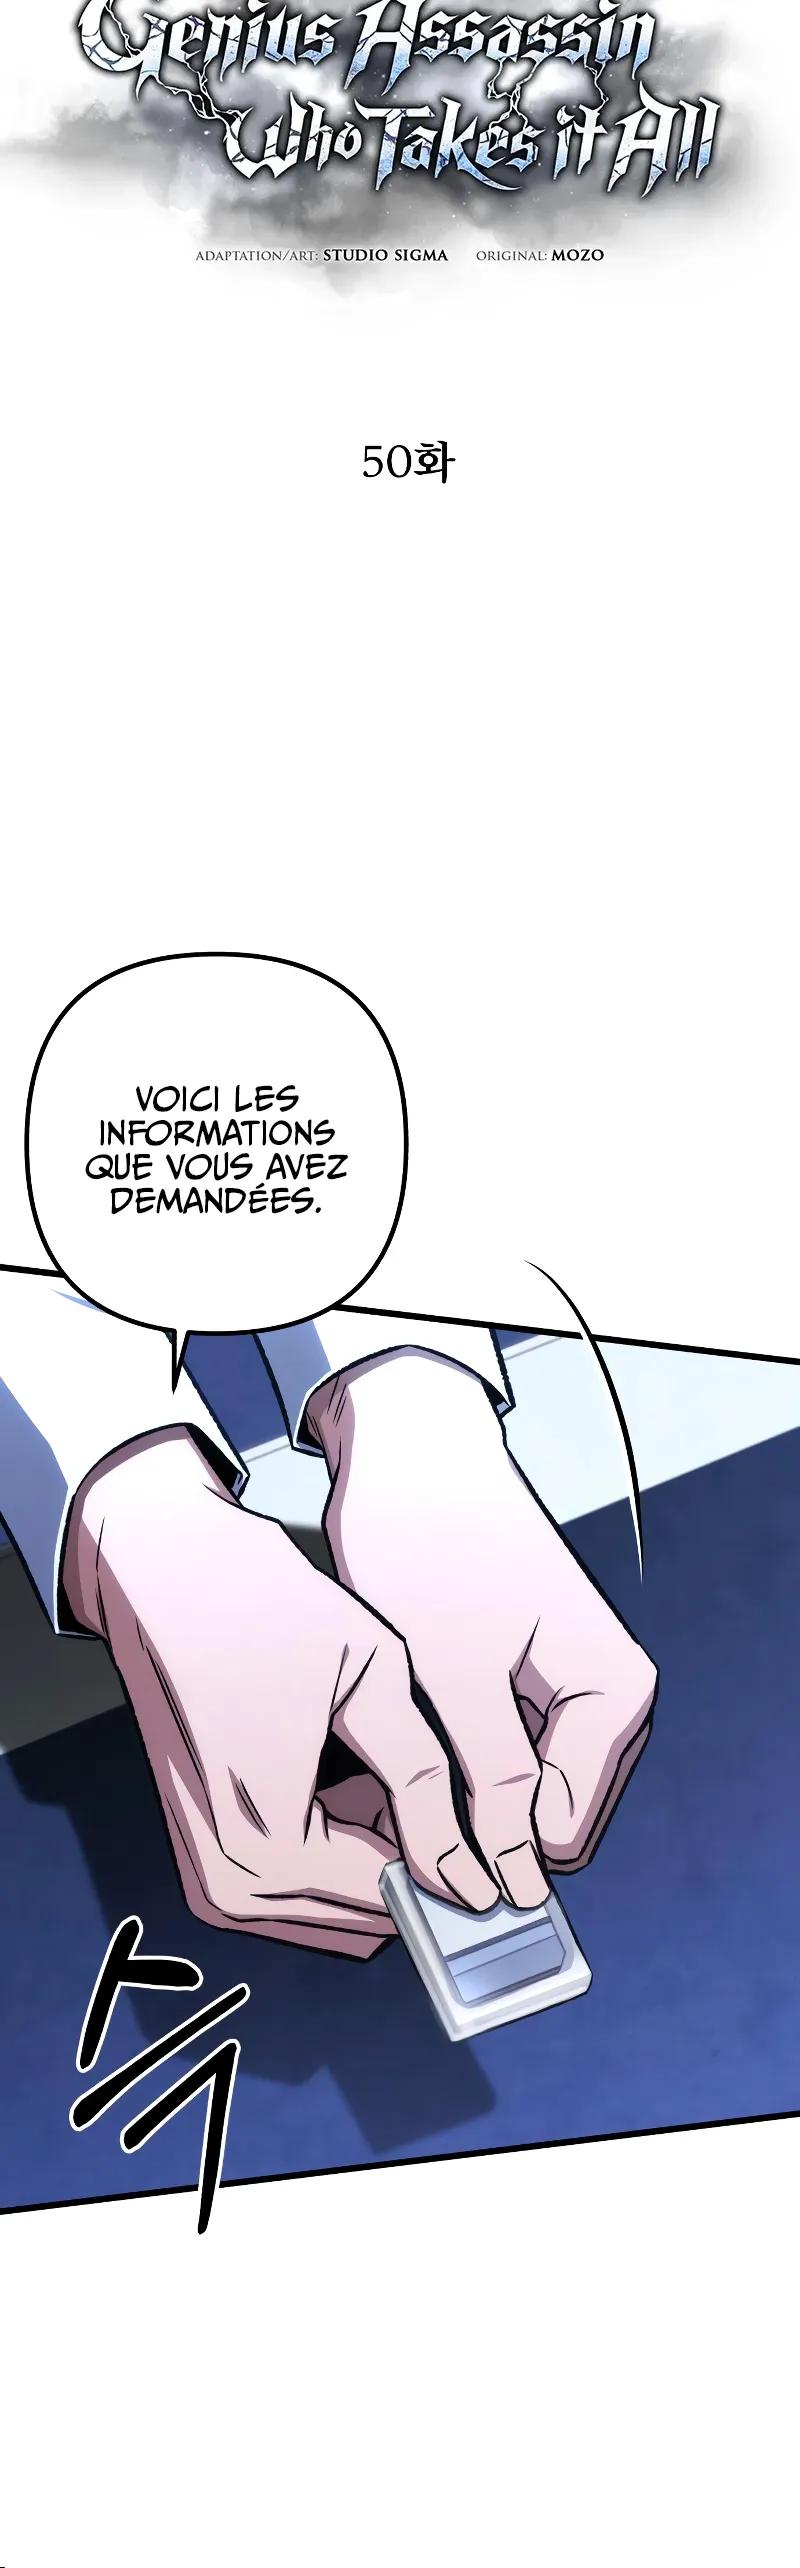 Genius Assassin
Who Takes it All
ADAPTATION/ART: STUDIO SIGMA ORIGINAL: MOZO
50화
VOICI LES
INFORMATIONS
QUE VOUS AVEZ
DEMANDÉES.
스윽